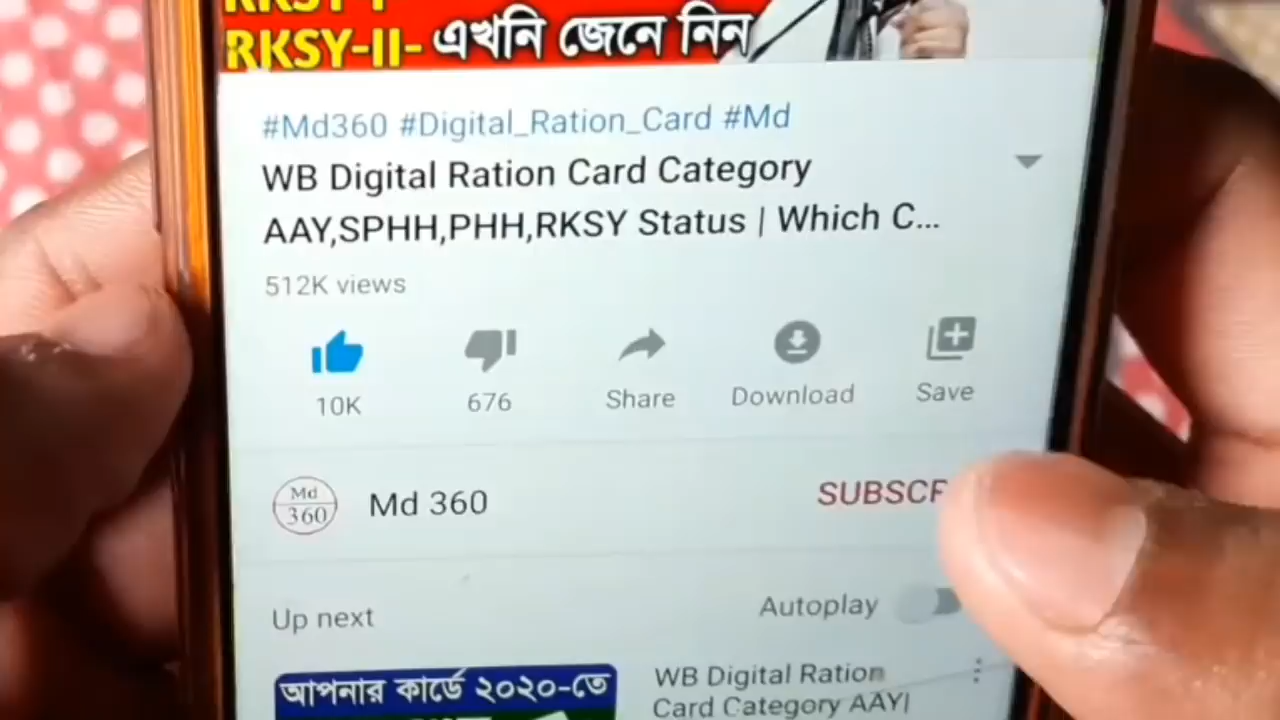 RKSY-II- এখনি জেনে নিন
#Md360 #Digital_Ration_Card #Md
WB Digital Ration Card Category
AAY,SPHH,PHH,RKSY Status | Which C...
512K views
10K
676
Share
Download
Save
Md
360
Md 360
SUBSCR
Up next
Autoplay
আপনার কার্ডে ২০২০-তে
WB Digital Ration
Card Category AAY|